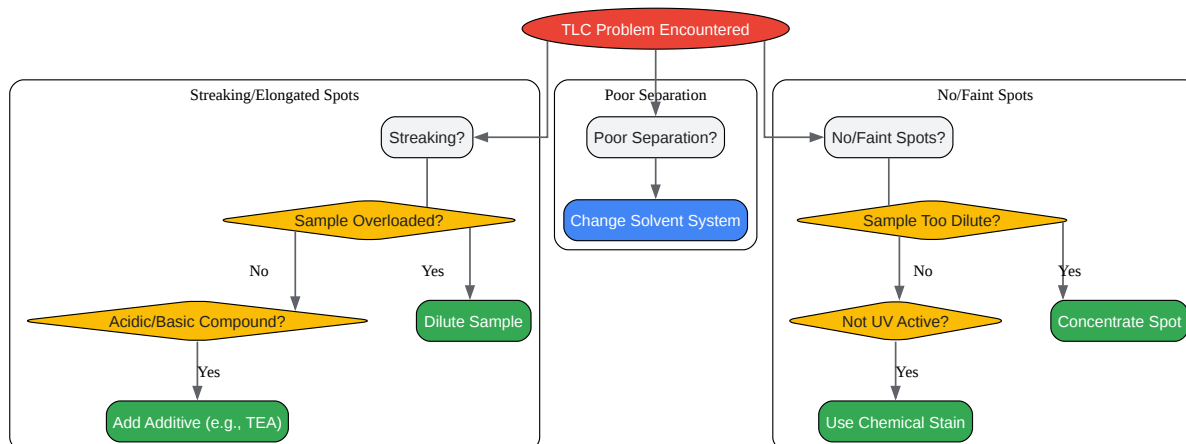 TLC Problem Encountered
Streaking/Elongated Spots
Poor Separation
No/Faint Spots
Streaking?
Poor Separation?
No/Faint Spots?
Sample Overloaded?
Change Solvent System
Sample Too Dilute?
No
Yes
No
Yes
Acidic/Basic Compound?
Dilute Sample
Not UV Active?
Concentrate Spot
Yes
Yes
Add Additive (e.g., TEA)
Use Chemical Stain